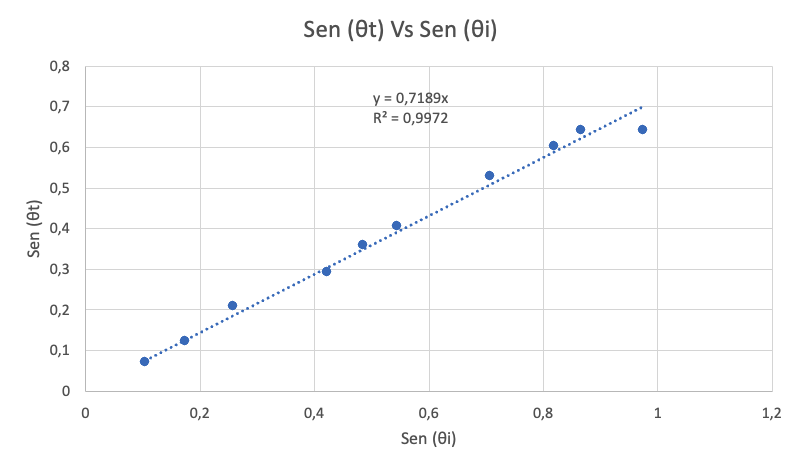 Sen (θt) Vs Sen (θi)
y = 0,7189x
R² = 0,9972
Sen (θt)
0,8
0,7
0,6
0,5
0,4
0,3
0,2
0,1
0
0 0,2 0,4 0,6 0,8 1 1,2
Sen (θi)